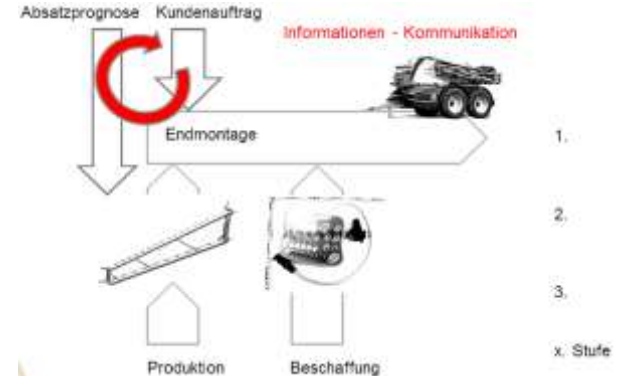 Absatzprognose Kundenauftrag
Informationen - Kommunikation
Endmontage
1.
2.
3.
x. Stufe
Produktion Beschaffung